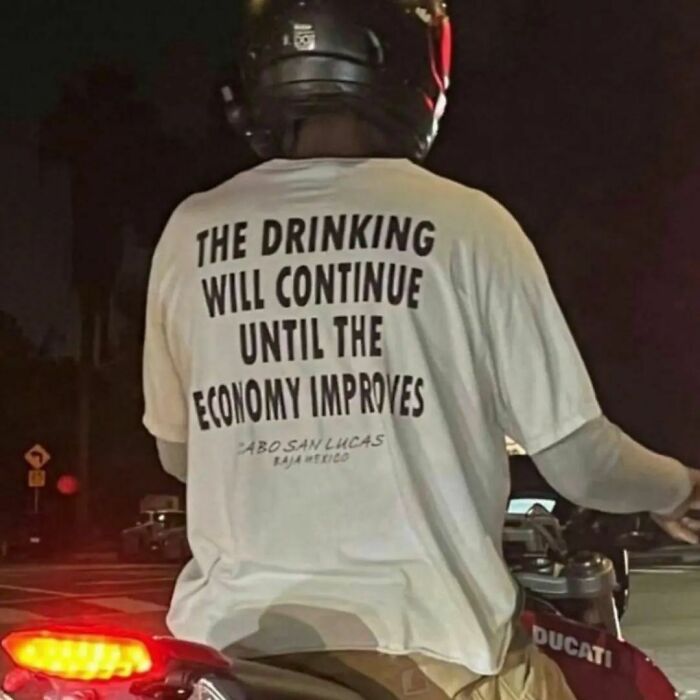 THE DRINKING
WILL CONTINUE
UNTIL THE
ECONOMY IMPROVES
CABO SAN LUCAS
BAJA MEXICO
DUCATI